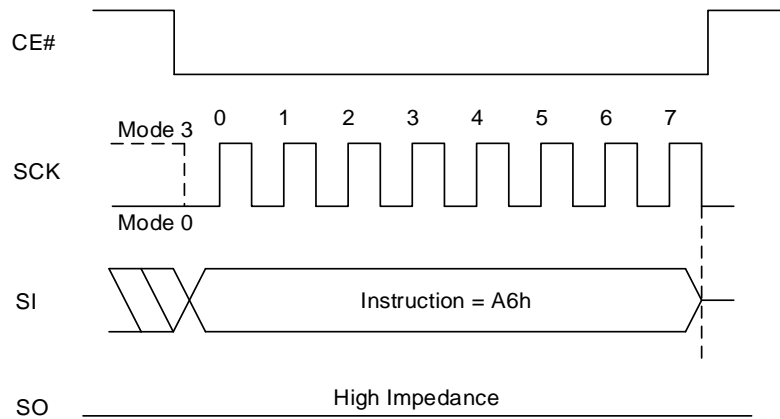 CE#
Mode 3
0 1 2 3 4 5 6 7
SCK
Mode 0
SI
Instruction = A6h
SO
High Impedance